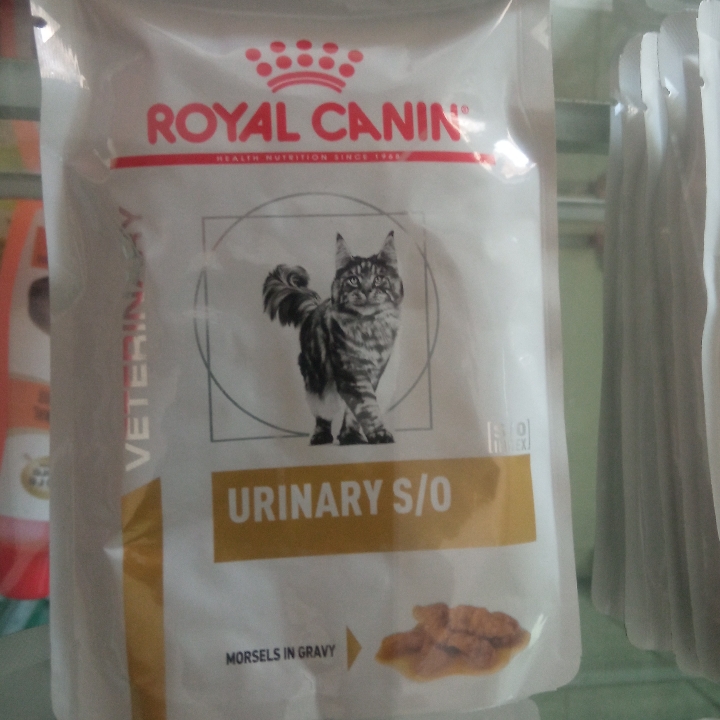 ROYAL CANIN
HEALTH NUTRITION SINCE 1968
VETERINARY
URINARY S/O
MORSELS IN GRAVY